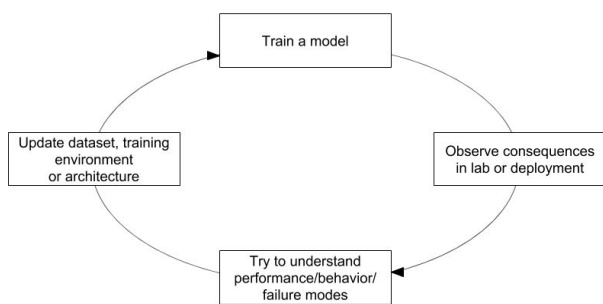 Train a model
Observe consequences
in lab or deployment
Try to understand
performance/behavior/
failure modes
Update dataset, training
environment
or architecture